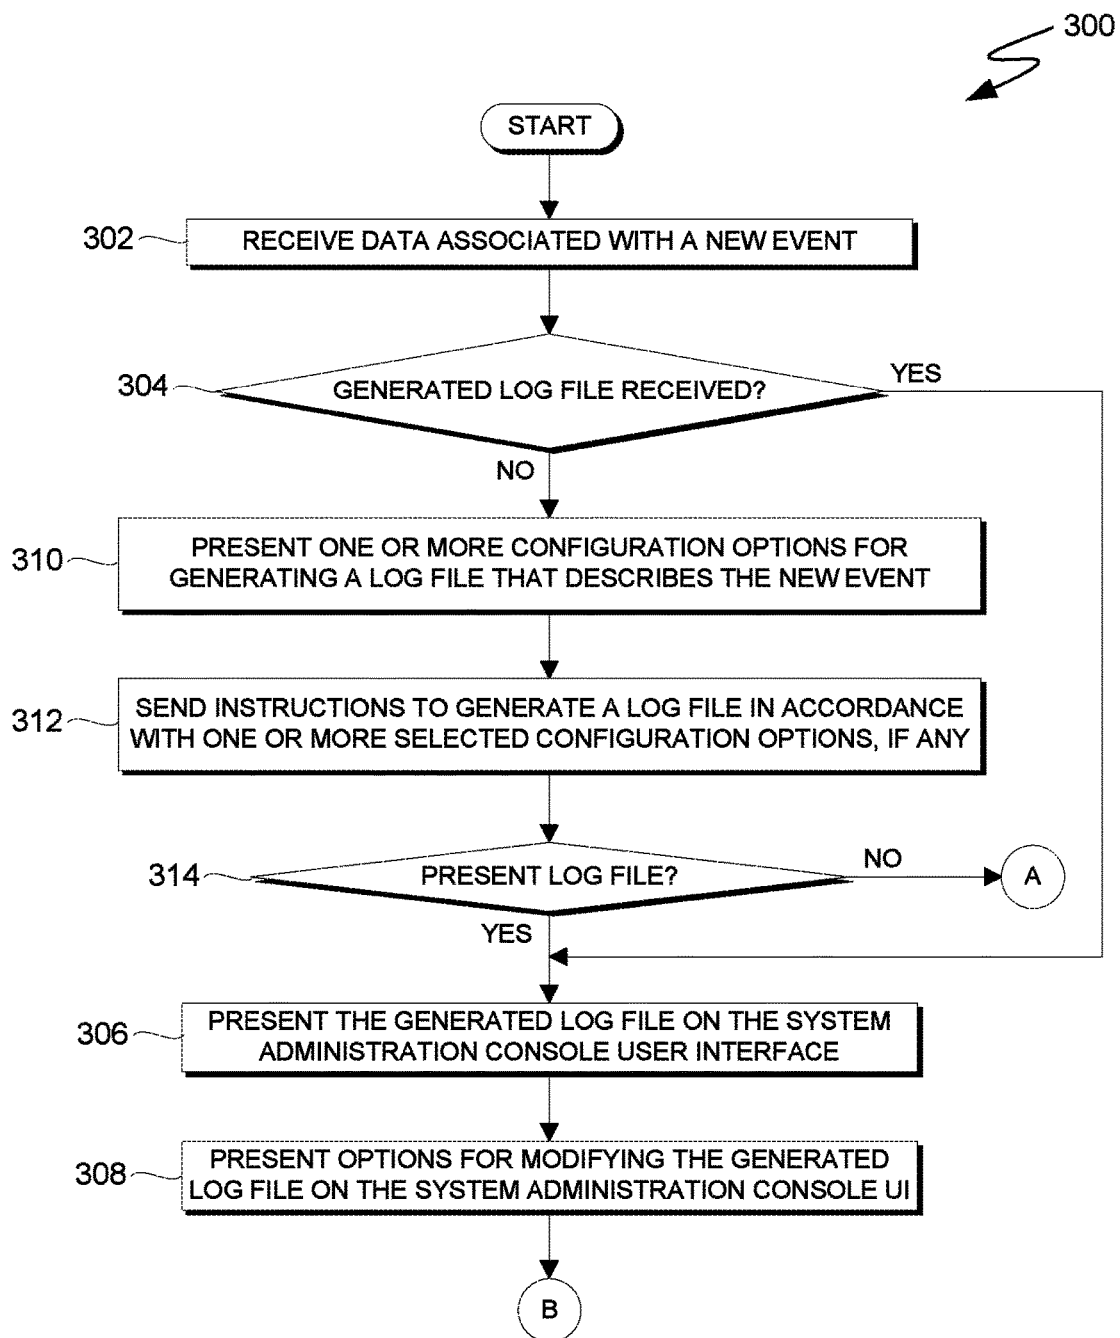 300
START
302
RECEIVE DATA ASSOCIATED WITH A NEW EVENT
304
GENERATED LOG FILE RECEIVED?
YES
NO
310
PRESENT ONE OR MORE CONFIGURATION OPTIONS FOR
GENERATING A LOG FILE THAT DESCRIBES THE NEW EVENT
312
SEND INSTRUCTIONS TO GENERATE A LOG FILE IN ACCORDANCE
WITH ONE OR MORE SELECTED CONFIGURATION OPTIONS, IF ANY
314
PRESENT LOG FILE?
NO
A
YES
306
PRESENT THE GENERATED LOG FILE ON THE SYSTEM
ADMINISTRATION CONSOLE USER INTERFACE
308
PRESENT OPTIONS FOR MODIFYING THE GENERATED
LOG FILE ON THE SYSTEM ADMINISTRATION CONSOLE UI
B